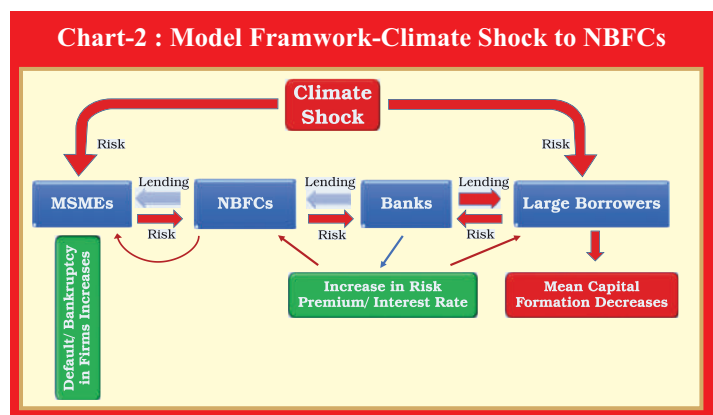 Chart-2 : Model Framwork-Climate Shock to NBFCs
Climate
Shock
Risk
Risk
MSMEs
Lending
Risk
NBFCs
Lending
Risk
Banks
Lending
Risk
Large Borrowers
Default/ Bankruptcy
in Firms Increases
Increase in Risk
Premium/ Interest Rate
Mean Capital
Formation Decreases